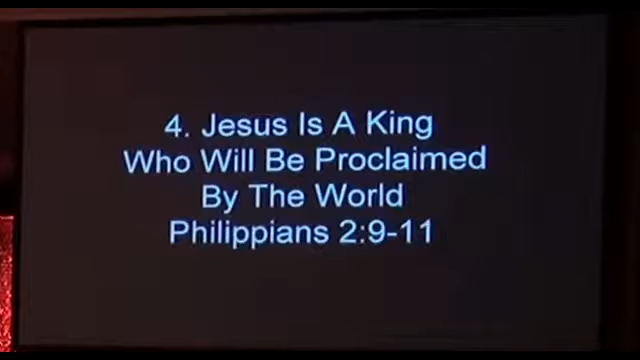 4. Jesus Is A King
Who Will Be Proclaimed
By The World
Philippians 2:9-11